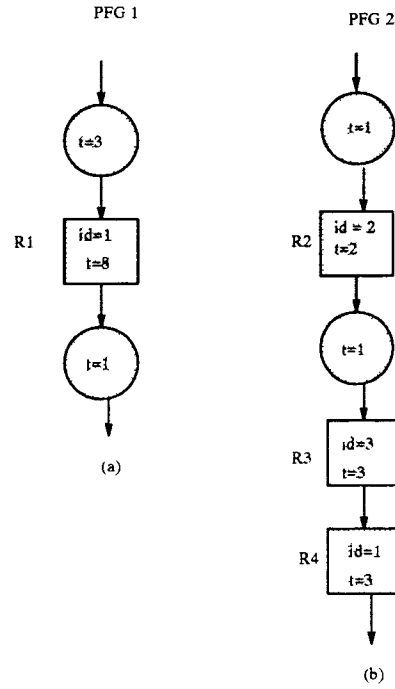 PFG 1
t=3
R1
id=1
t=8
t=1
(a)
PFG 2
t=1
R2
id = 2
t=2
t=1
R3
id=3
t=3
R4
id=1
t=3
(b)